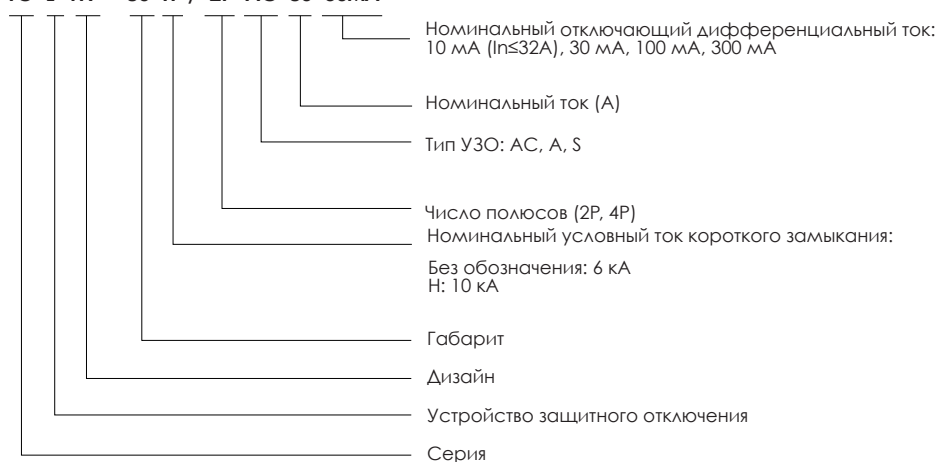 Номинальный отключающий дифференциальный ток:
10 мА (In≤32A), 30 мА, 100 мА, 300 мА
Номинальный ток (А)
Тип УЗО: AC, A, S
Число полюсов (2P, 4P)
Номинальный условный ток короткого замыкания:
Без обозначения: 6 кА
H: 10 кА
Габарит
Дизайн
Устройство защитного отключения
Серия